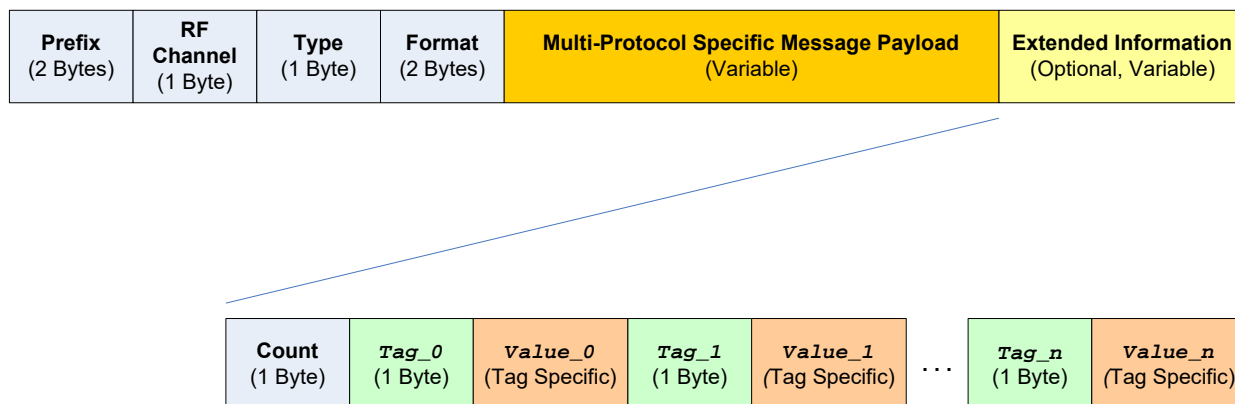 Prefix
(2 Bytes)
RF
Channel
(1 Byte)
Type
(1 Byte)
Format
(2 Bytes)
Multi-Protocol Specific Message Payload
(Variable)
Extended Information
(Optional, Variable)
Count
(1 Byte)
Tag_0
(1 Byte)
Value_0
(Tag Specific)
Tag_1
(1 Byte)
Value_1
(Tag Specific)
...
Tag_n
(1 Byte)
Value_n
(Tag Specific)